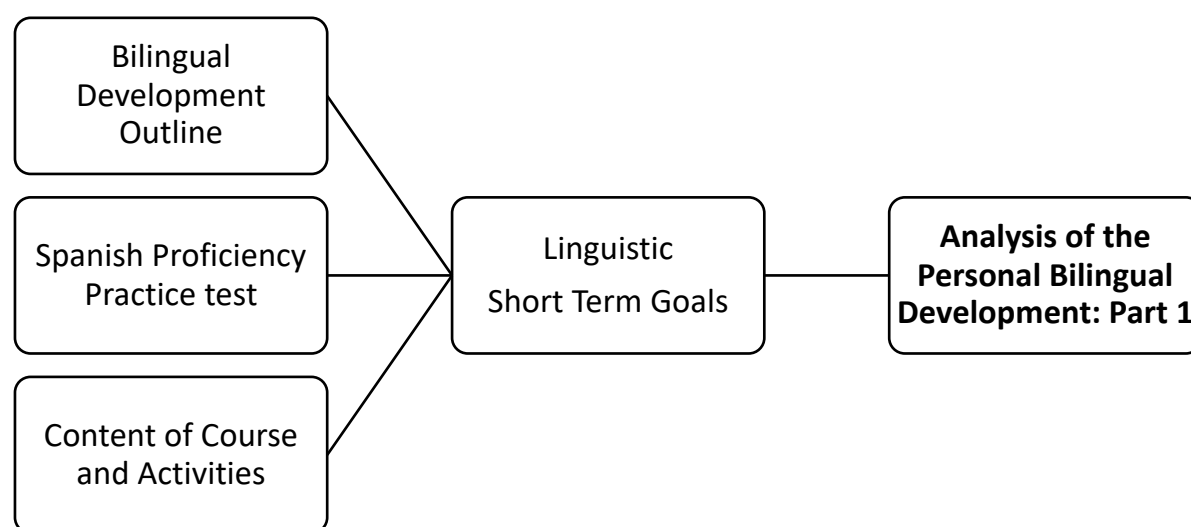 Bilingual
Development
Outline
Spanish Proficiency
Practice test
Content of Course
and Activities
Linguistic
Short Term Goals
Analysis of the
Personal Bilingual
Development: Part 1